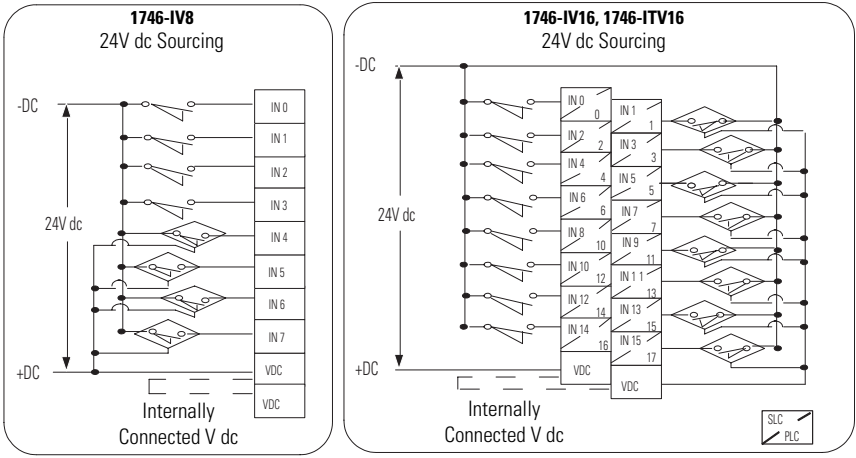 1746-IV8
24V dc Sourcing
-DC
24V dc
+DC
IN 0
IN 1
IN 2
IN 3
IN 4
IN 5
IN 6
IN 7
VDC
VDC
Internally
Connected V dc
1746-IV16, 1746-ITV16
24V dc Sourcing
-DC
24V dc
+DC
IN 0
0
IN 2
2
IN 4
4
IN 6
6
IN 8
10
IN 10
12
IN 12
14
IN 14
16
VDC
IN 1
1
IN 3
3
IN 5
5
IN 7
7
IN 9
11
IN 11
13
IN 13
15
IN 15
17
VDC
Internally
Connected V dc
SLC
PLC